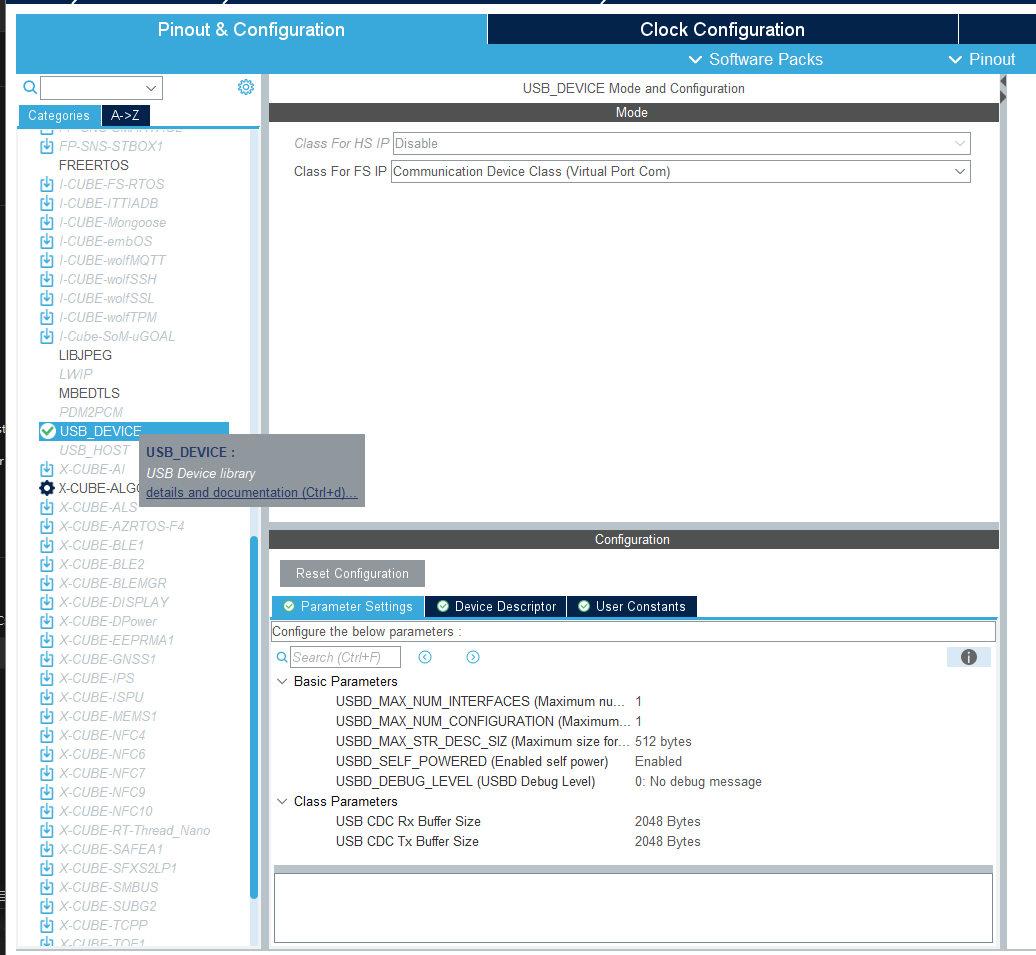 Pinout & Configuration
Clock Configuration
Software Packs
Pinout
Categories
A->Z
FP-SNS-STBOX1
FREERTOS
I-CUBE-FS-RTOS
I-CUBE-ITTIADB
I-CUBE-Mongoose
I-CUBE-embOS
I-CUBE-wolfMQTT
I-CUBE-wolfSSH
I-CUBE-wolfSSL
I-CUBE-wolfTPM
I-Cube-SoM-uGOAL
LIBJPEG
LWIP
MBEDTLS
PDM2PCM
USB_DEVICE
USB_HOST
X-CUBE-AI
X-CUBE-ALGO
X-CUBE-ALS
X-CUBE-AZRTOS-F4
X-CUBE-BLE1
X-CUBE-BLE2
X-CUBE-BLEMGR
X-CUBE-DISPLAY
X-CUBE-DPower
X-CUBE-EEPRMA1
X-CUBE-GNSS1
X-CUBE-IPS
X-CUBE-ISPU
X-CUBE-MEMS1
X-CUBE-NFC4
X-CUBE-NFC6
X-CUBE-NFC7
X-CUBE-NFC9
X-CUBE-NFC10
X-CUBE-RT-Thread_Nano
X-CUBE-SAFEA1
X-CUBE-SFXS2LP1
X-CUBE-SMBUS
X-CUBE-SUBG2
X-CUBE-TCPP
X-CUBE-TOF1
USB_DEVICE :
USB Device library
details and documentation (Ctrl+d)...
USB_DEVICE Mode and Configuration
Mode
Class For HS IP Disable
Class For FS IP Communication Device Class (Virtual Port Com)
Configuration
Reset Configuration
Parameter Settings
Device Descriptor
User Constants
Configure the below parameters :
Search (Ctrl+F)
Basic Parameters
USBD_MAX_NUM_INTERFACES (Maximum nu... 1
USBD_MAX_NUM_CONFIGURATION (Maximum... 1
USBD_MAX_STR_DESC_SIZ (Maximum size for... 512 bytes
USBD_SELF_POWERED (Enabled self power) Enabled
USBD_DEBUG_LEVEL (USBD Debug Level) 0: No debug message
Class Parameters
USB CDC Rx Buffer Size 2048 Bytes
USB CDC Tx Buffer Size 2048 Bytes